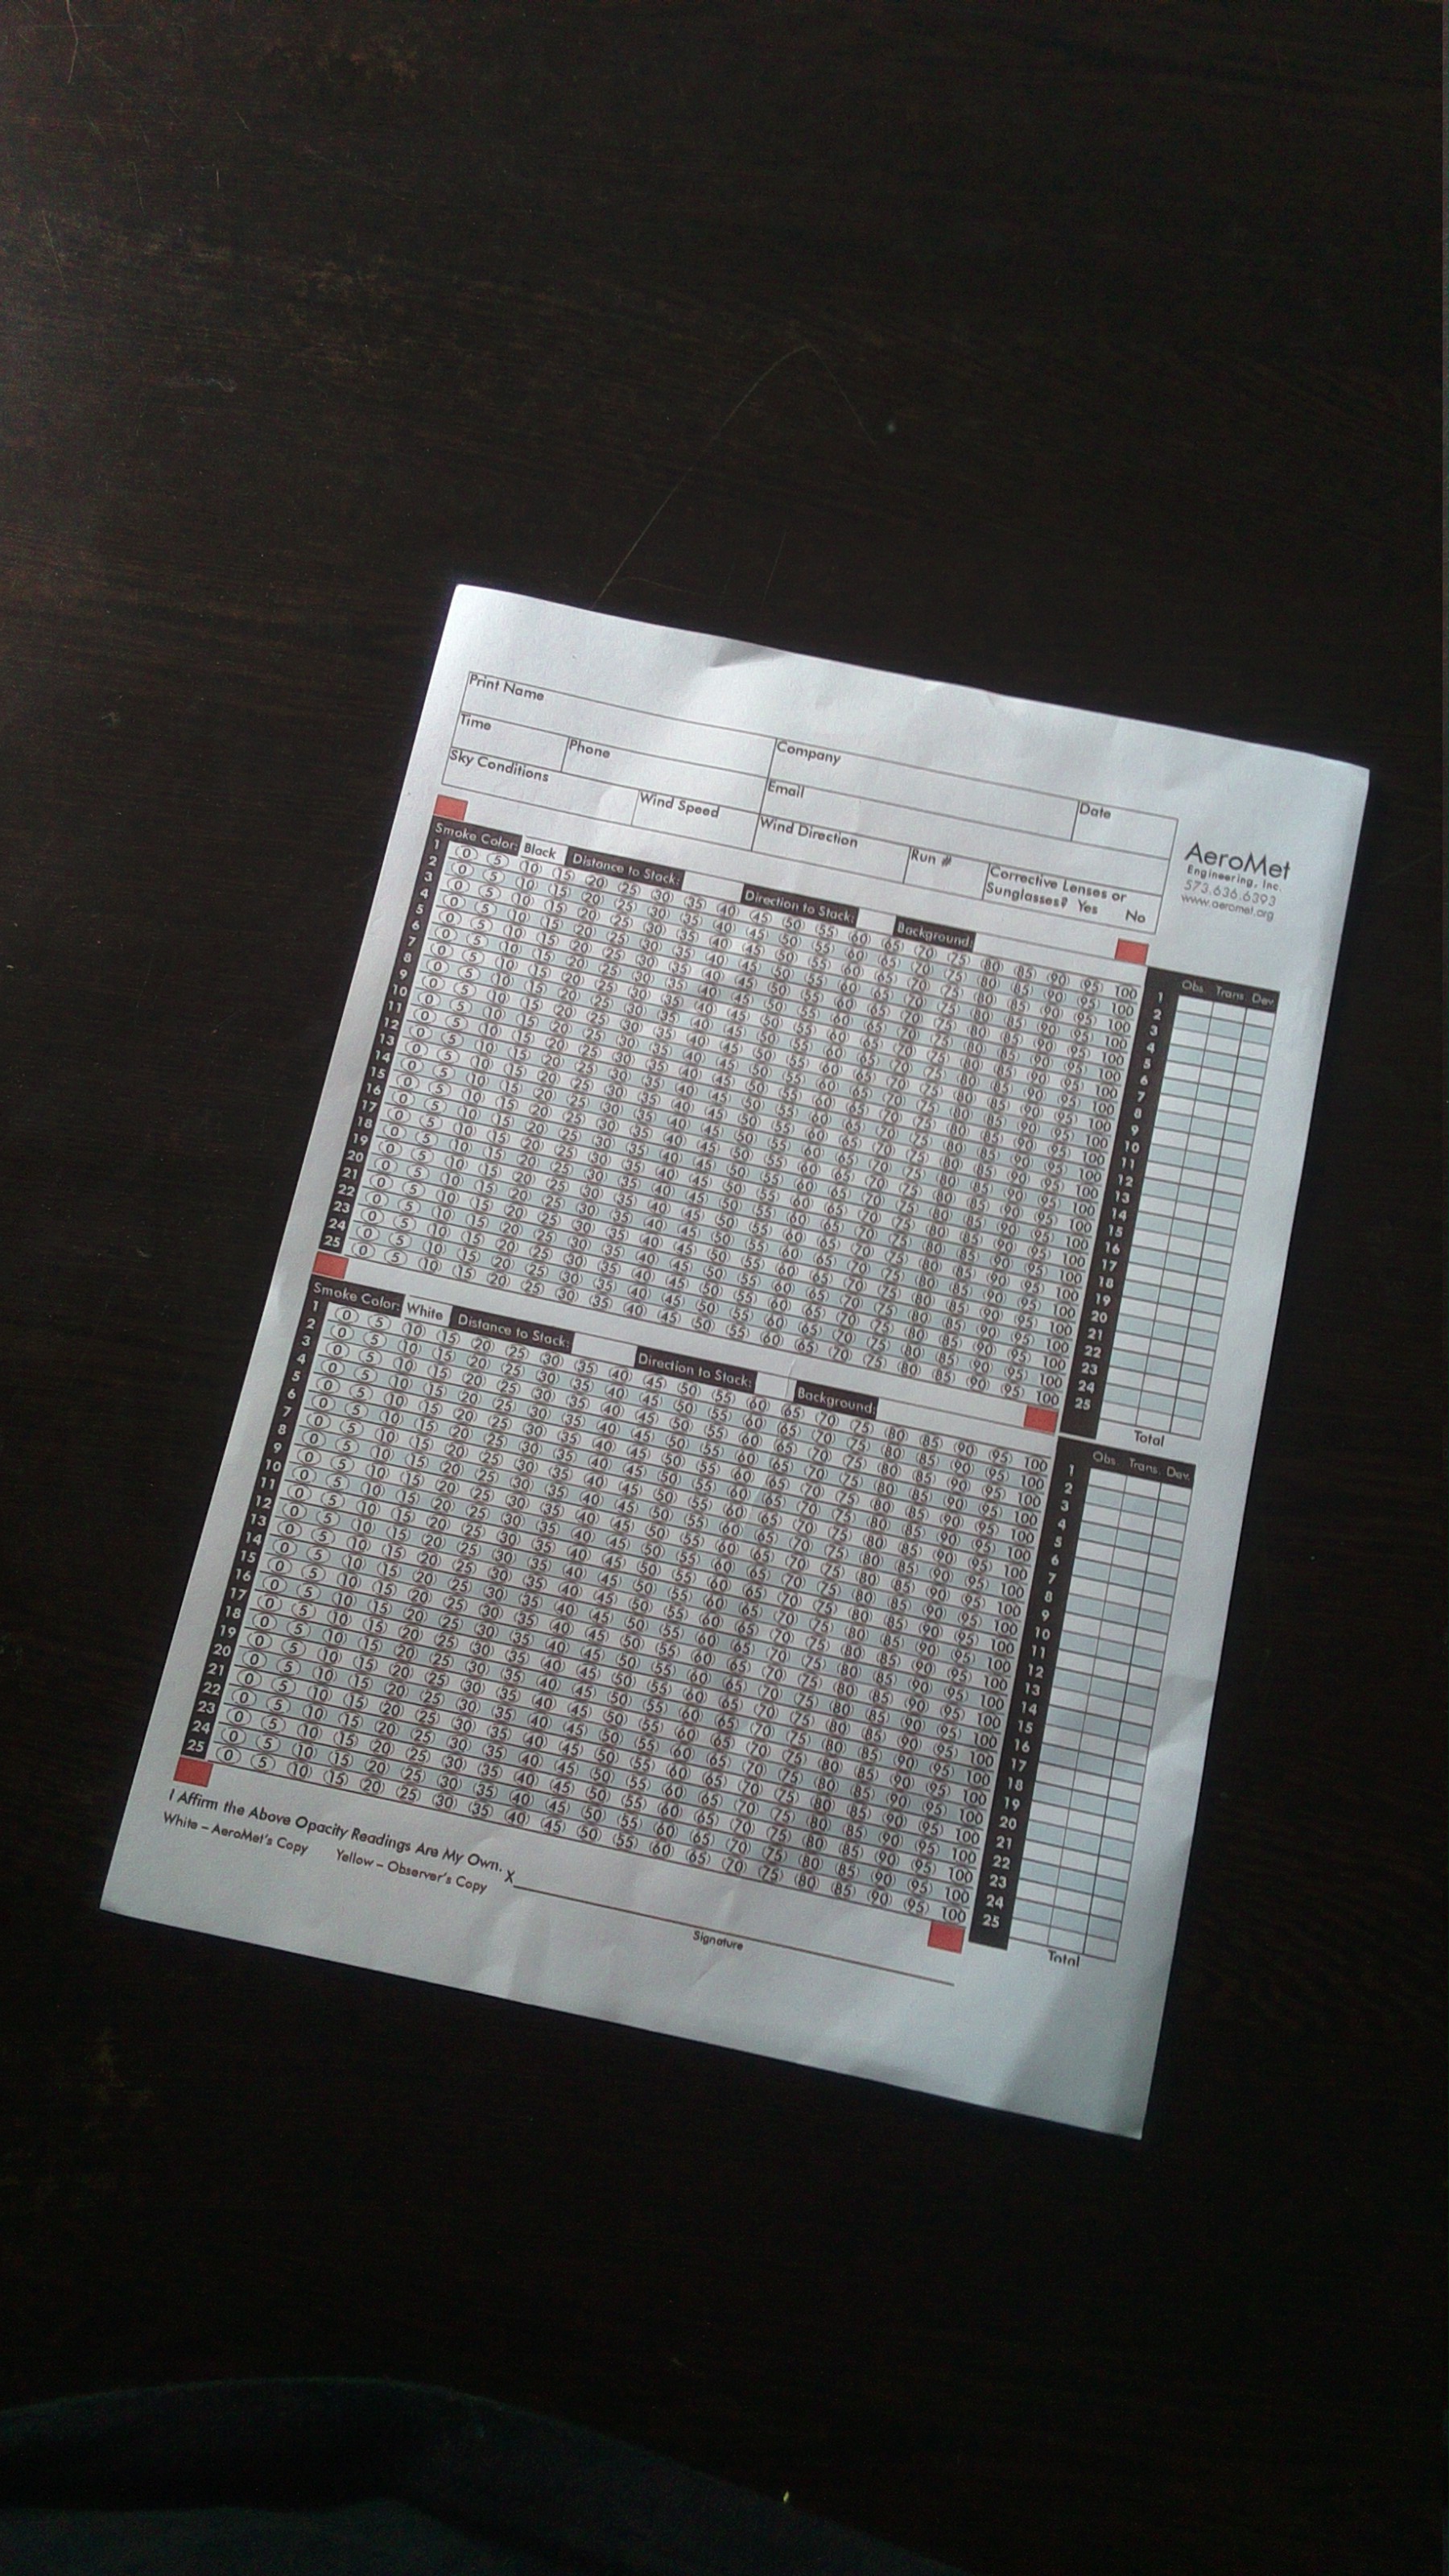 Print Name
Company
Date
Time
Phone
Email
Sky Conditions
Wind Speed
Wind Direction
Run #
Corrective Lenses or
Sunglasses? Yes No
AeroMet
Engineering, Inc.
573.636.6393
www.aeromet.org
Smoke Color: Black Distance to Stack: Direction to Stack: Background:
Obs. Trans. Dev.
1 0 5 10 15 20 25 30 35 40 45 50 55 60 65 70 75 80 85 90 95 100 1
2 0 5 10 15 20 25 30 35 40 45 50 55 60 65 70 75 80 85 90 95 100 2
3 0 5 10 15 20 25 30 35 40 45 50 55 60 65 70 75 80 85 90 95 100 3
4 0 5 10 15 20 25 30 35 40 45 50 55 60 65 70 75 80 85 90 95 100 4
5 0 5 10 15 20 25 30 35 40 45 50 55 60 65 70 75 80 85 90 95 100 5
6 0 5 10 15 20 25 30 35 40 45 50 55 60 65 70 75 80 85 90 95 100 6
7 0 5 10 15 20 25 30 35 40 45 50 55 60 65 70 75 80 85 90 95 100 7
8 0 5 10 15 20 25 30 35 40 45 50 55 60 65 70 75 80 85 90 95 100 8
9 0 5 10 15 20 25 30 35 40 45 50 55 60 65 70 75 80 85 90 95 100 9
10 0 5 10 15 20 25 30 35 40 45 50 55 60 65 70 75 80 85 90 95 100 10
11 0 5 10 15 20 25 30 35 40 45 50 55 60 65 70 75 80 85 90 95 100 11
12 0 5 10 15 20 25 30 35 40 45 50 55 60 65 70 75 80 85 90 95 100 12
13 0 5 10 15 20 25 30 35 40 45 50 55 60 65 70 75 80 85 90 95 100 13
14 0 5 10 15 20 25 30 35 40 45 50 55 60 65 70 75 80 85 90 95 100 14
15 0 5 10 15 20 25 30 35 40 45 50 55 60 65 70 75 80 85 90 95 100 15
16 0 5 10 15 20 25 30 35 40 45 50 55 60 65 70 75 80 85 90 95 100 16
17 0 5 10 15 20 25 30 35 40 45 50 55 60 65 70 75 80 85 90 95 100 17
18 0 5 10 15 20 25 30 35 40 45 50 55 60 65 70 75 80 85 90 95 100 18
19 0 5 10 15 20 25 30 35 40 45 50 55 60 65 70 75 80 85 90 95 100 19
20 0 5 10 15 20 25 30 35 40 45 50 55 60 65 70 75 80 85 90 95 100 20
21 0 5 10 15 20 25 30 35 40 45 50 55 60 65 70 75 80 85 90 95 100 21
22 0 5 10 15 20 25 30 35 40 45 50 55 60 65 70 75 80 85 90 95 100 22
23 0 5 10 15 20 25 30 35 40 45 50 55 60 65 70 75 80 85 90 95 100 23
24 0 5 10 15 20 25 30 35 40 45 50 55 60 65 70 75 80 85 90 95 100 24
25 0 5 10 15 20 25 30 35 40 45 50 55 60 65 70 75 80 85 90 95 100 25
Total
Smoke Color: White Distance to Stack: Direction to Stack: Background:
Obs. Trans. Dev.
1 0 5 10 15 20 25 30 35 40 45 50 55 60 65 70 75 80 85 90 95 100 1
2 0 5 10 15 20 25 30 35 40 45 50 55 60 65 70 75 80 85 90 95 100 2
3 0 5 10 15 20 25 30 35 40 45 50 55 60 65 70 75 80 85 90 95 100 3
4 0 5 10 15 20 25 30 35 40 45 50 55 60 65 70 75 80 85 90 95 100 4
5 0 5 10 15 20 25 30 35 40 45 50 55 60 65 70 75 80 85 90 95 100 5
6 0 5 10 15 20 25 30 35 40 45 50 55 60 65 70 75 80 85 90 95 100 6
7 0 5 10 15 20 25 30 35 40 45 50 55 60 65 70 75 80 85 90 95 100 7
8 0 5 10 15 20 25 30 35 40 45 50 55 60 65 70 75 80 85 90 95 100 8
9 0 5 10 15 20 25 30 35 40 45 50 55 60 65 70 75 80 85 90 95 100 9
10 0 5 10 15 20 25 30 35 40 45 50 55 60 65 70 75 80 85 90 95 100 10
11 0 5 10 15 20 25 30 35 40 45 50 55 60 65 70 75 80 85 90 95 100 11
12 0 5 10 15 20 25 30 35 40 45 50 55 60 65 70 75 80 85 90 95 100 12
13 0 5 10 15 20 25 30 35 40 45 50 55 60 65 70 75 80 85 90 95 100 13
14 0 5 10 15 20 25 30 35 40 45 50 55 60 65 70 75 80 85 90 95 100 14
15 0 5 10 15 20 25 30 35 40 45 50 55 60 65 70 75 80 85 90 95 100 15
16 0 5 10 15 20 25 30 35 40 45 50 55 60 65 70 75 80 85 90 95 100 16
17 0 5 10 15 20 25 30 35 40 45 50 55 60 65 70 75 80 85 90 95 100 17
18 0 5 10 15 20 25 30 35 40 45 50 55 60 65 70 75 80 85 90 95 100 18
19 0 5 10 15 20 25 30 35 40 45 50 55 60 65 70 75 80 85 90 95 100 19
20 0 5 10 15 20 25 30 35 40 45 50 55 60 65 70 75 80 85 90 95 100 20
21 0 5 10 15 20 25 30 35 40 45 50 55 60 65 70 75 80 85 90 95 100 21
22 0 5 10 15 20 25 30 35 40 45 50 55 60 65 70 75 80 85 90 95 100 22
23 0 5 10 15 20 25 30 35 40 45 50 55 60 65 70 75 80 85 90 95 100 23
24 0 5 10 15 20 25 30 35 40 45 50 55 60 65 70 75 80 85 90 95 100 24
25 0 5 10 15 20 25 30 35 40 45 50 55 60 65 70 75 80 85 90 95 100 25
Total
I Affirm the Above Opacity Readings Are My Own. X
White – AeroMet's Copy Yellow – Observer's Copy
Signature